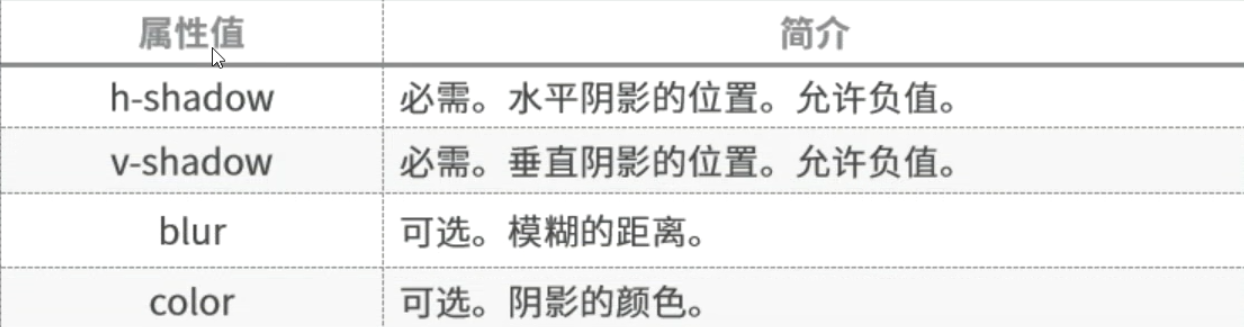 属性值 简介
h-shadow 必需。水平阴影的位置。允许负值。
v-shadow 必需。垂直阴影的位置。允许负值。
blur 可选。模糊的距离。
color 可选。阴影的颜色。